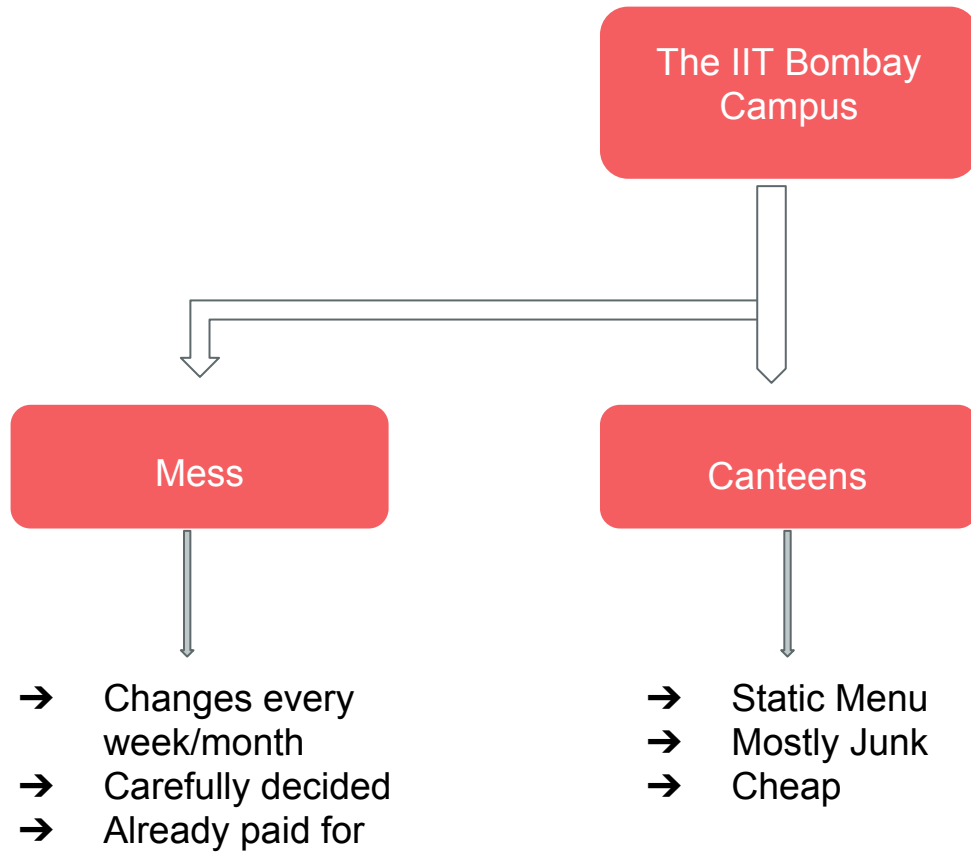 The IIT Bombay
Campus
Mess
Canteens
➔ Changes every
week/month
➔ Carefully decided
➔ Already paid for
➔ Static Menu
➔ Mostly Junk
➔ Cheap